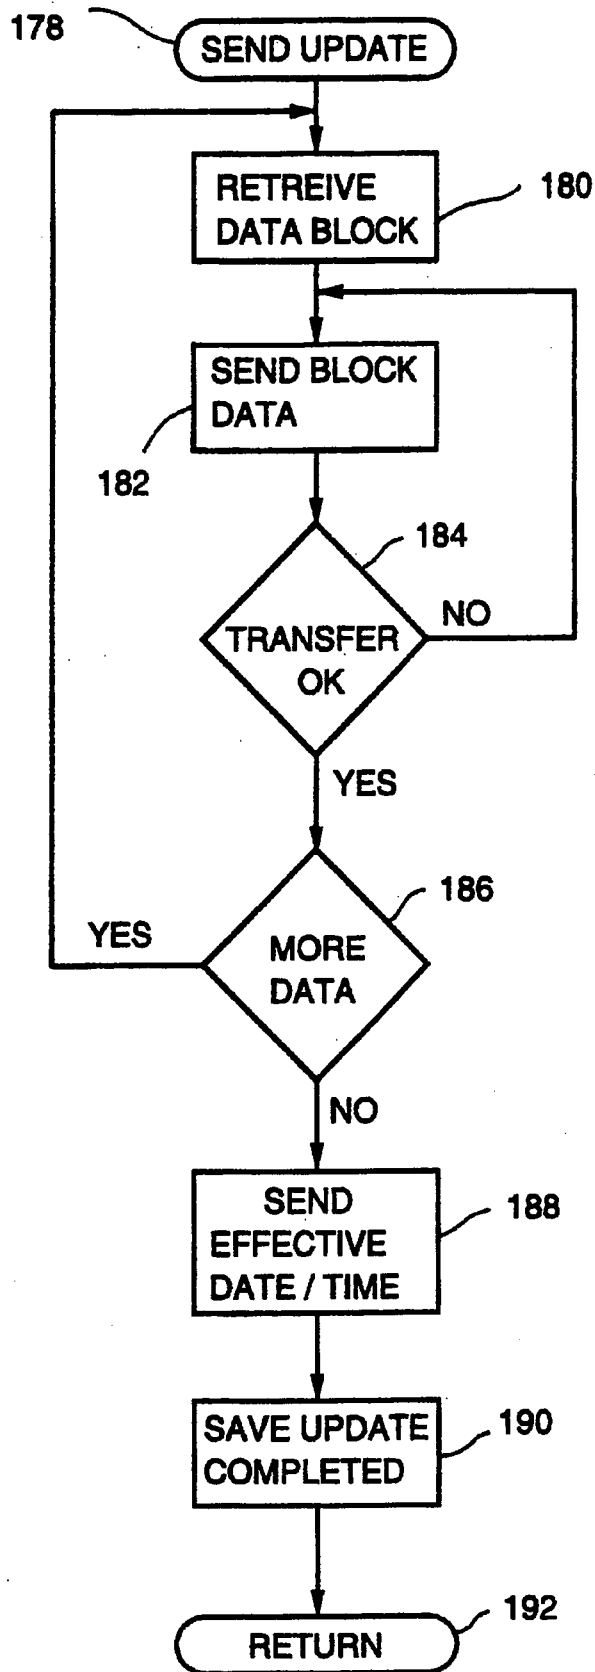 178
SEND UPDATE
RETREIVE
DATA BLOCK
180
SEND BLOCK
DATA
182
184
TRANSFER
OK
NO
YES
186
MORE
DATA
YES
NO
SEND
EFFECTIVE
DATE / TIME
188
SAVE UPDATE
COMPLETED
190
RETURN
192